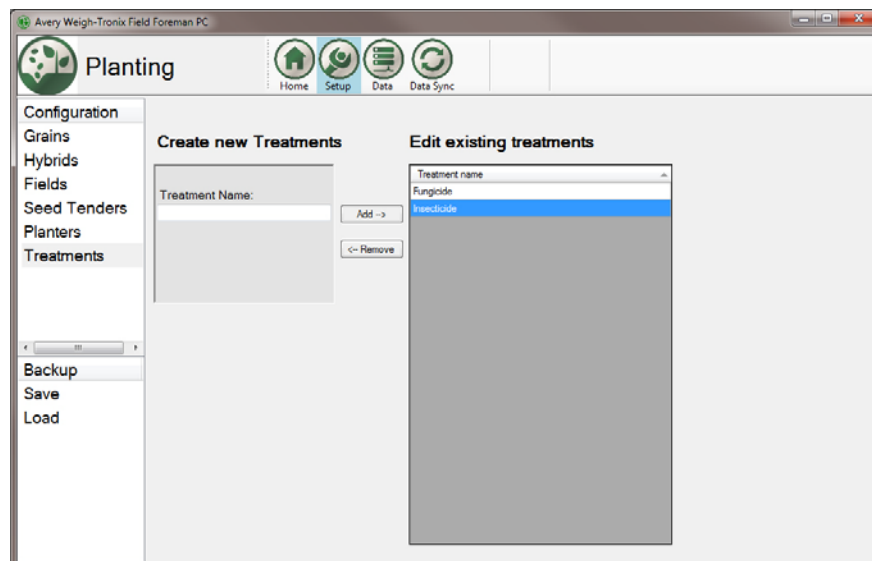 Avery Weigh-Tronix Field Foreman PC
Planting
Home Setup Data Data Sync
Configuration
Grains
Hybrids
Fields
Seed Tenders
Planters
Treatments
Backup
Save
Load
Create new Treatments
Treatment Name:
Add -->
<-- Remove
Edit existing treatments
Treatment name
Fungicide
Insecticide